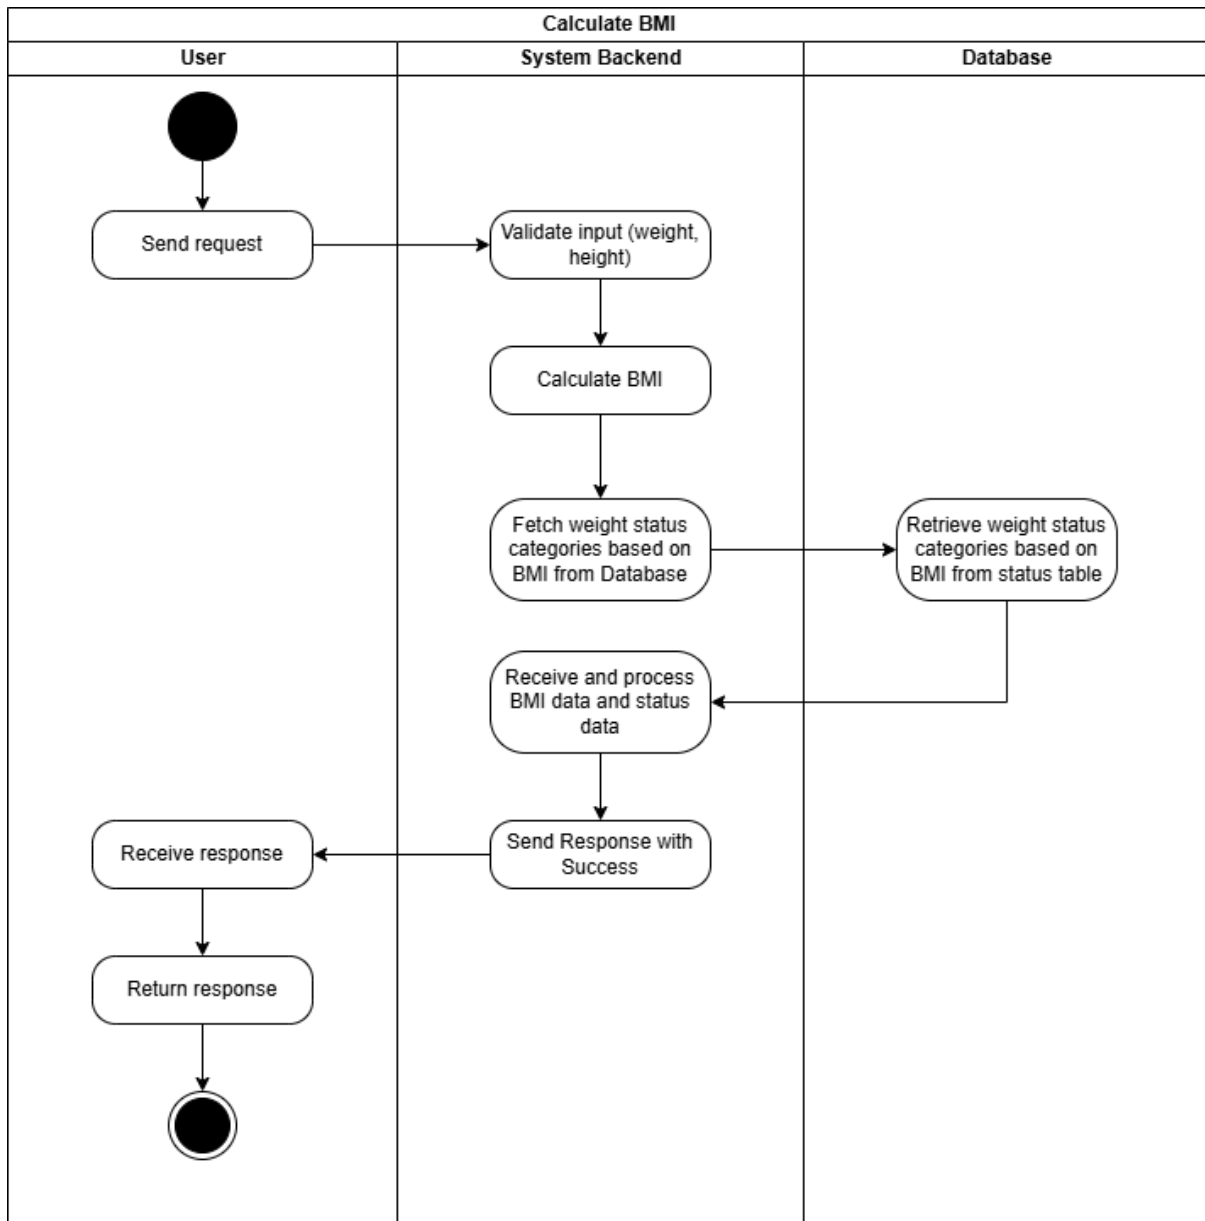 Calculate BMI
User
System Backend
Database
Send request
Validate input (weight,
height)
Calculate BMI
Fetch weight status
categories based on
BMI from Database
Retrieve weight status
categories based on
BMI from status table
Receive and process
BMI data and status
data
Send Response with
Success
Receive response
Return response